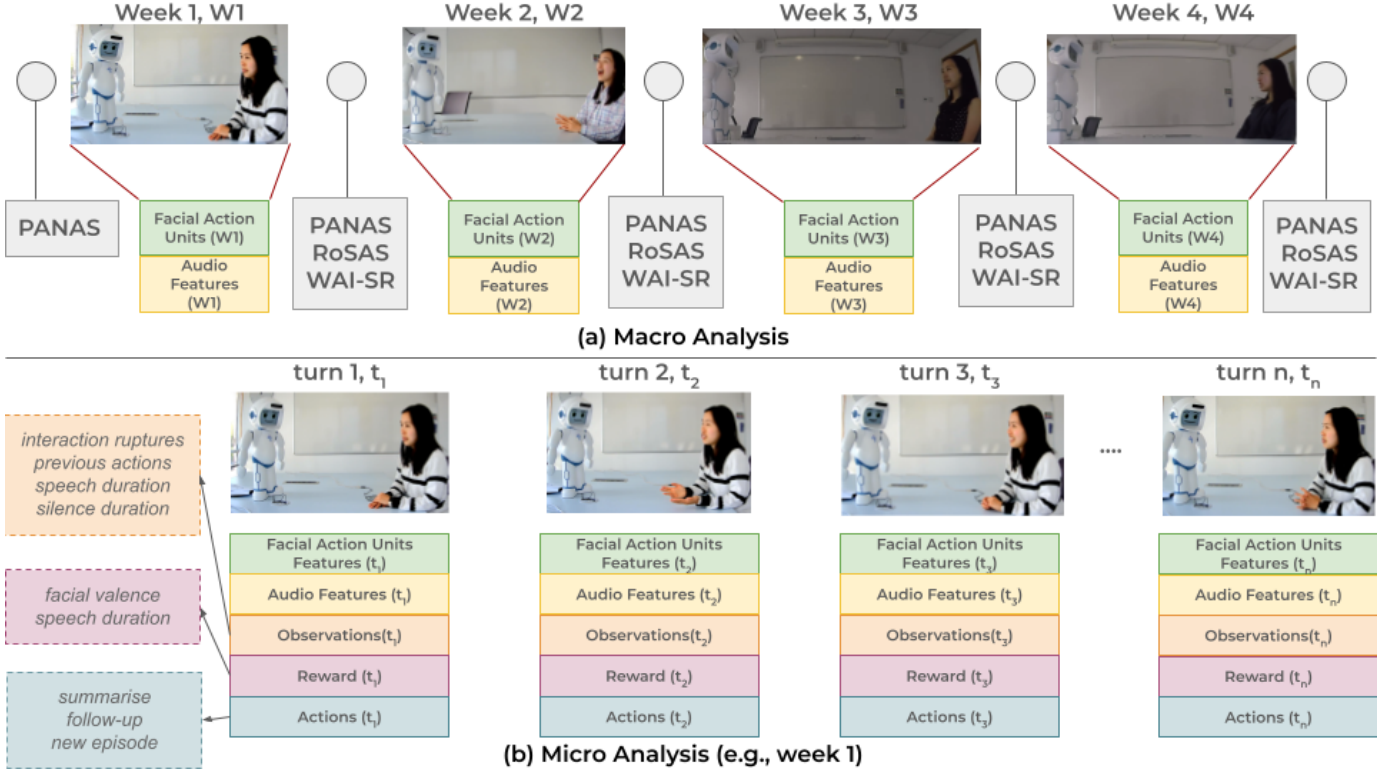 Week 1, W1
Week 2, W2
Week 3, W3
Week 4, W4
PANAS
Facial Action
Units (W1)
Audio
Features
(W1)
PANAS
RoSAS
WAI-SR
Facial Action
Units (W2)
Audio
Features
(W2)
PANAS
RoSAS
WAI-SR
Facial Action
Units (W3)
Audio
Features
(W3)
PANAS
RoSAS
WAI-SR
Facial Action
Units (W4)
Audio
Features
(W4)
PANAS
RoSAS
WAI-SR
(a) Macro Analysis
turn 1, t1
turn 2, t2
turn 3, t3
turn n, tn
....
interaction ruptures
previous actions
speech duration
silence duration
facial valence
speech duration
summarise
follow-up
new episode
Facial Action Units
Features (t1)
Audio Features (t1)
Observations(t1)
Reward (t1)
Actions (t1)
Facial Action Units
Features (t2)
Audio Features (t2)
Observations(t2)
Reward (t2)
Actions (t2)
Facial Action Units
Features (t3)
Audio Features (t3)
Observations(t3)
Reward (t3)
Actions (t3)
Facial Action Units
Features (tn)
Audio Features (tn)
Observations(tn)
Reward (tn)
Actions (tn)
(b) Micro Analysis (e.g., week 1)